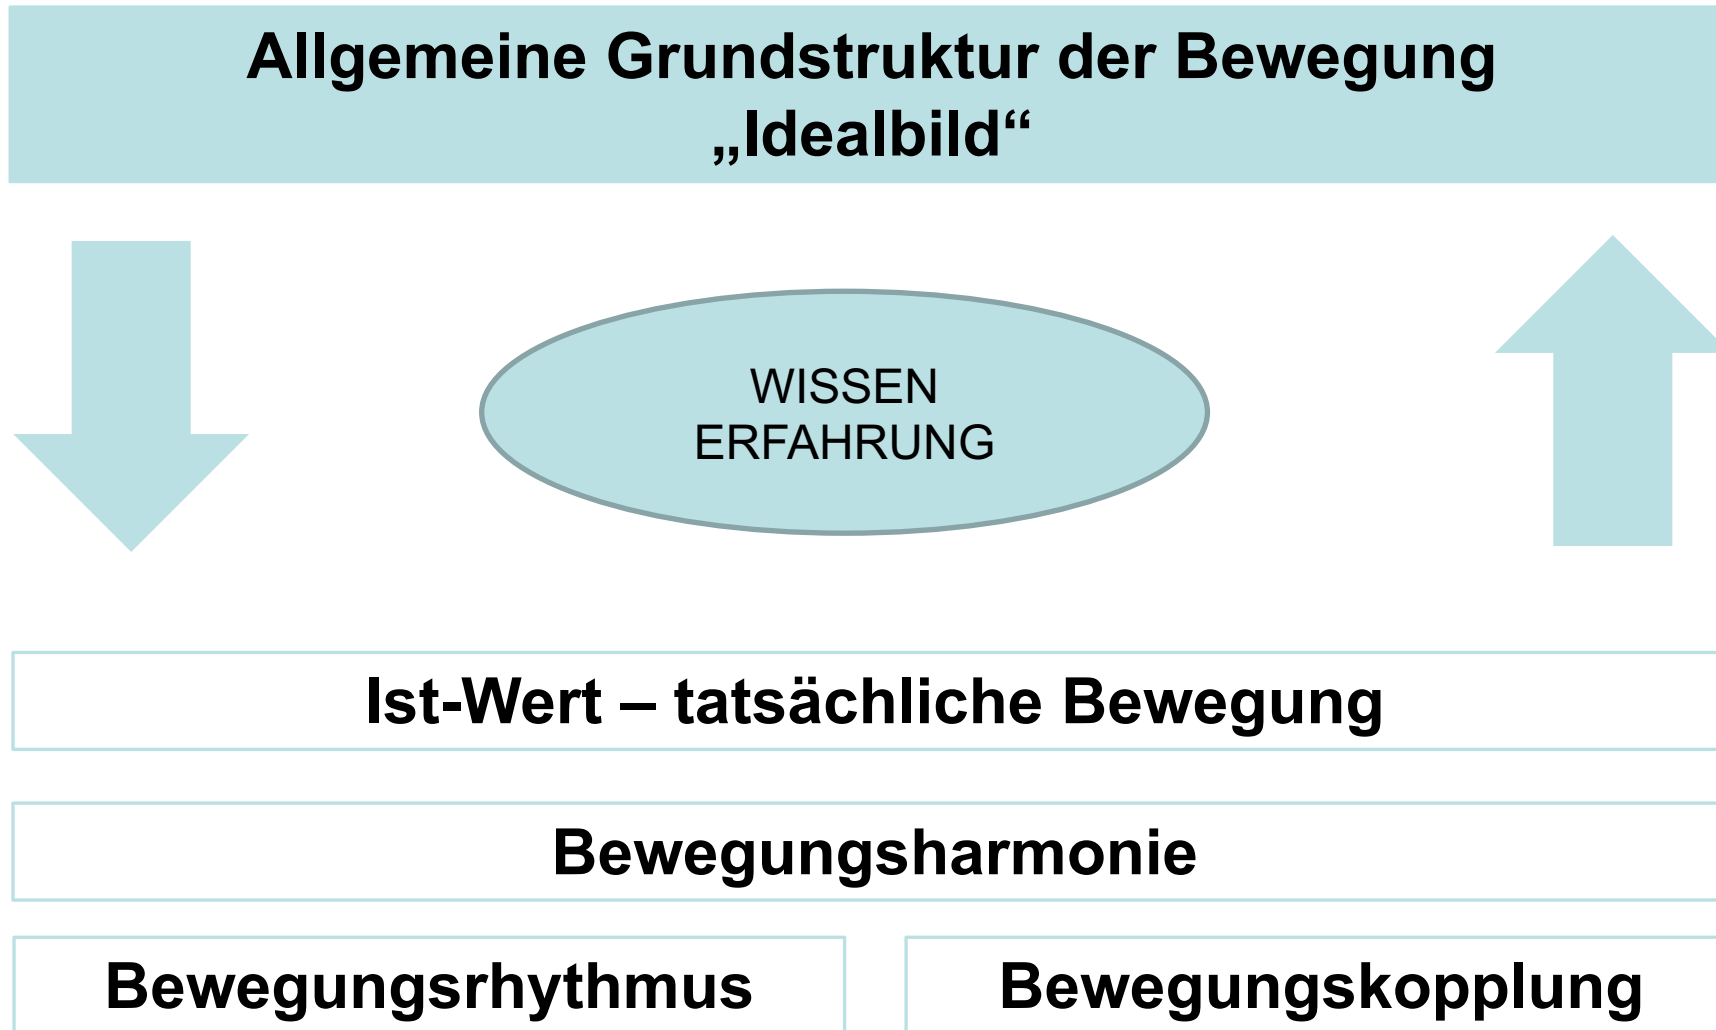 Allgemeine Grundstruktur der Bewegung
„Idealbild“
WISSEN
ERFAHRUNG
Ist-Wert – tatsächliche Bewegung
Bewegungsharmonie
Bewegungsrhythmus
Bewegungskopplung